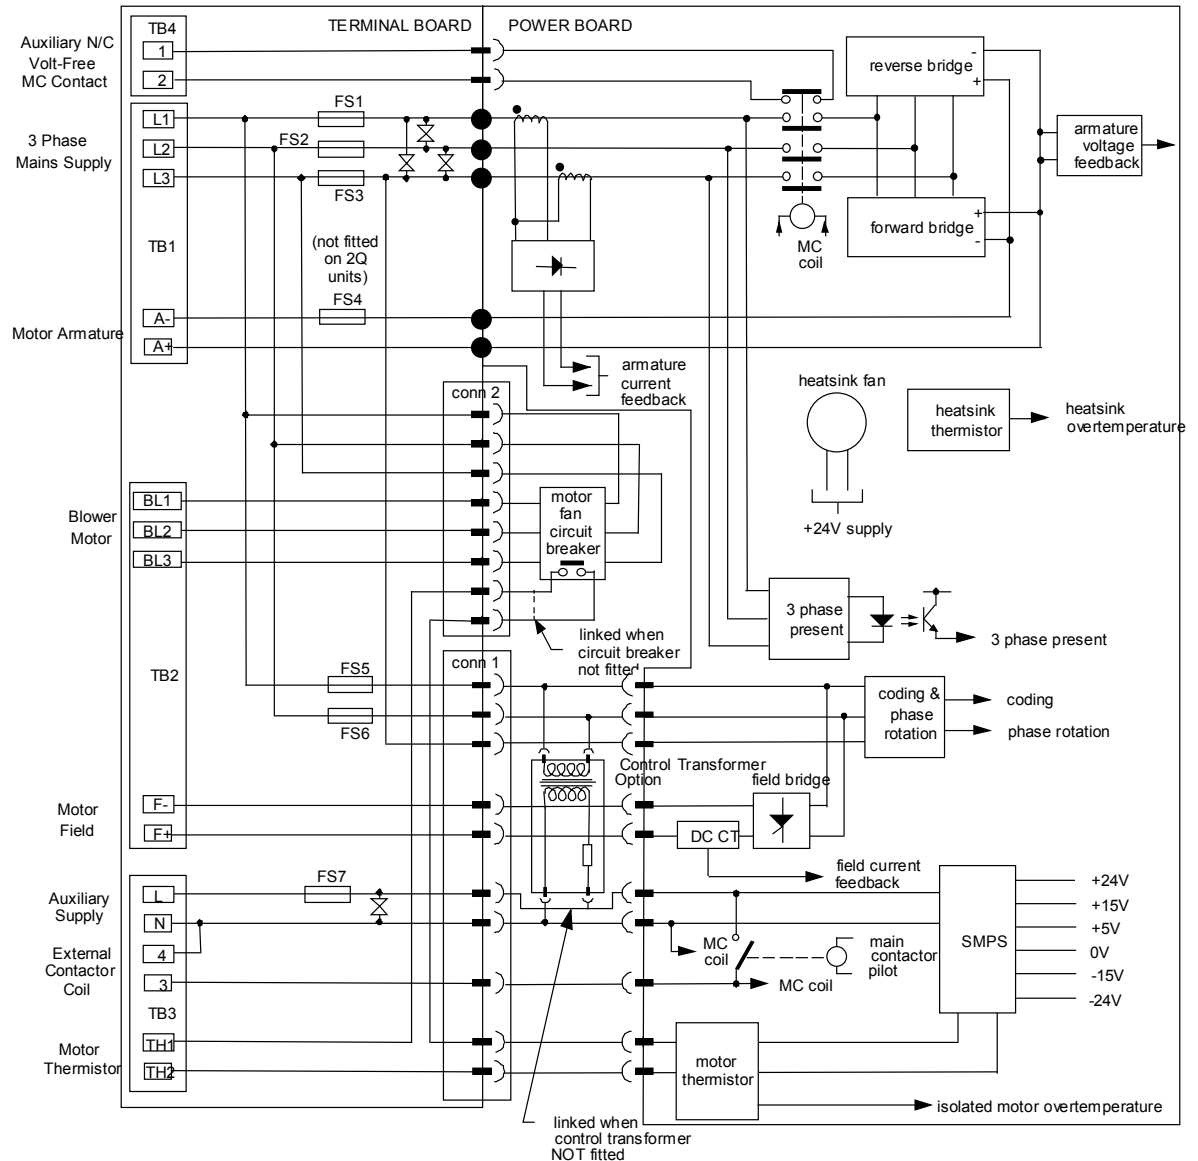 TERMINAL BOARD
POWER BOARD
Auxiliary N/C
Volt-Free
MC Contact
TB4
1
2
3 Phase
Mains Supply
L1
L2
L3
FS1
FS2
FS3
TB1
(not fitted
on 2Q
units)
FS4
Motor Armature
A-
A+
reverse bridge
-
+
armature
voltage
feedback
forward bridge
+
-
MC
coil
armature
current
feedback
conn 2
heatsink fan
+24V supply
heatsink
thermistor
heatsink
overtemperature
Blower
Motor
BL1
BL2
BL3
motor
fan
circuit
breaker
linked when
circuit breaker
not fitted
3 phase
present
3 phase present
TB2
conn 1
FS5
FS6
coding &
phase
rotation
coding
phase rotation
Control Transformer
Option
field bridge
Motor
Field
F-
F+
DC CT
field current
feedback
Auxiliary
Supply
L
N
FS7
External
Contactor
Coil
4
3
TB3
MC
coil
MC coil
main
contactor
pilot
SMPS
+24V
+15V
+5V
0V
-15V
-24V
Motor
Thermistor
TH1
TH2
motor
thermistor
isolated motor overtemperature
linked when
control transformer
NOT fitted